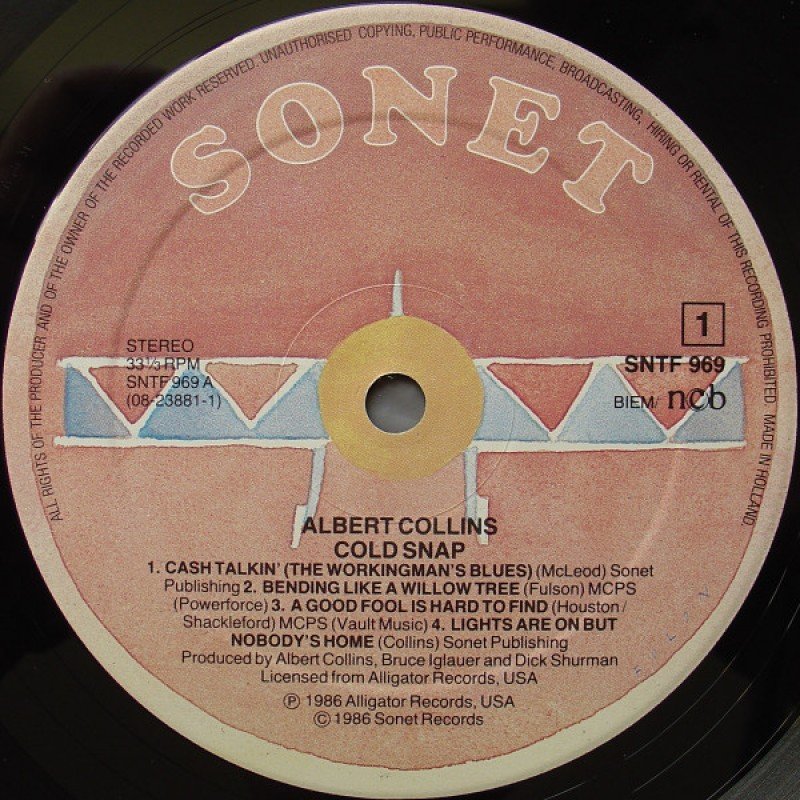 ALL RIGHTS OF THE PRODUCER AND OF THE OWNER OF THE RECORDED WORK RESERVED. UNAUTHORISED COPYING, PUBLIC PERFORMANCE, BROADCASTING, HIRING OR RENTAL OF THIS RECORDING PROHIBITED. MADE IN HOLLAND.
SONET
STEREO
33⅓ RPM
SNTF 969 A
(08-23881-1)
1
SNTF 969
BIEM/ ncb
ALBERT COLLINS
COLD SNAP
1. CASH TALKIN' (THE WORKINGMAN'S BLUES) (McLeod) Sonet
Publishing 2. BENDING LIKE A WILLOW TREE (Fulson) MCPS
(Powerforce) 3. A GOOD FOOL IS HARD TO FIND (Houston/
Shackleford) MCPS (Vault Music) 4. LIGHTS ARE ON BUT
NOBODY'S HOME (Collins) Sonet Publishing
Produced by Albert Collins, Bruce Iglauer and Dick Shurman
Licensed from Alligator Records, USA
Ⓟ 1986 Alligator Records, USA
© 1986 Sonet Records